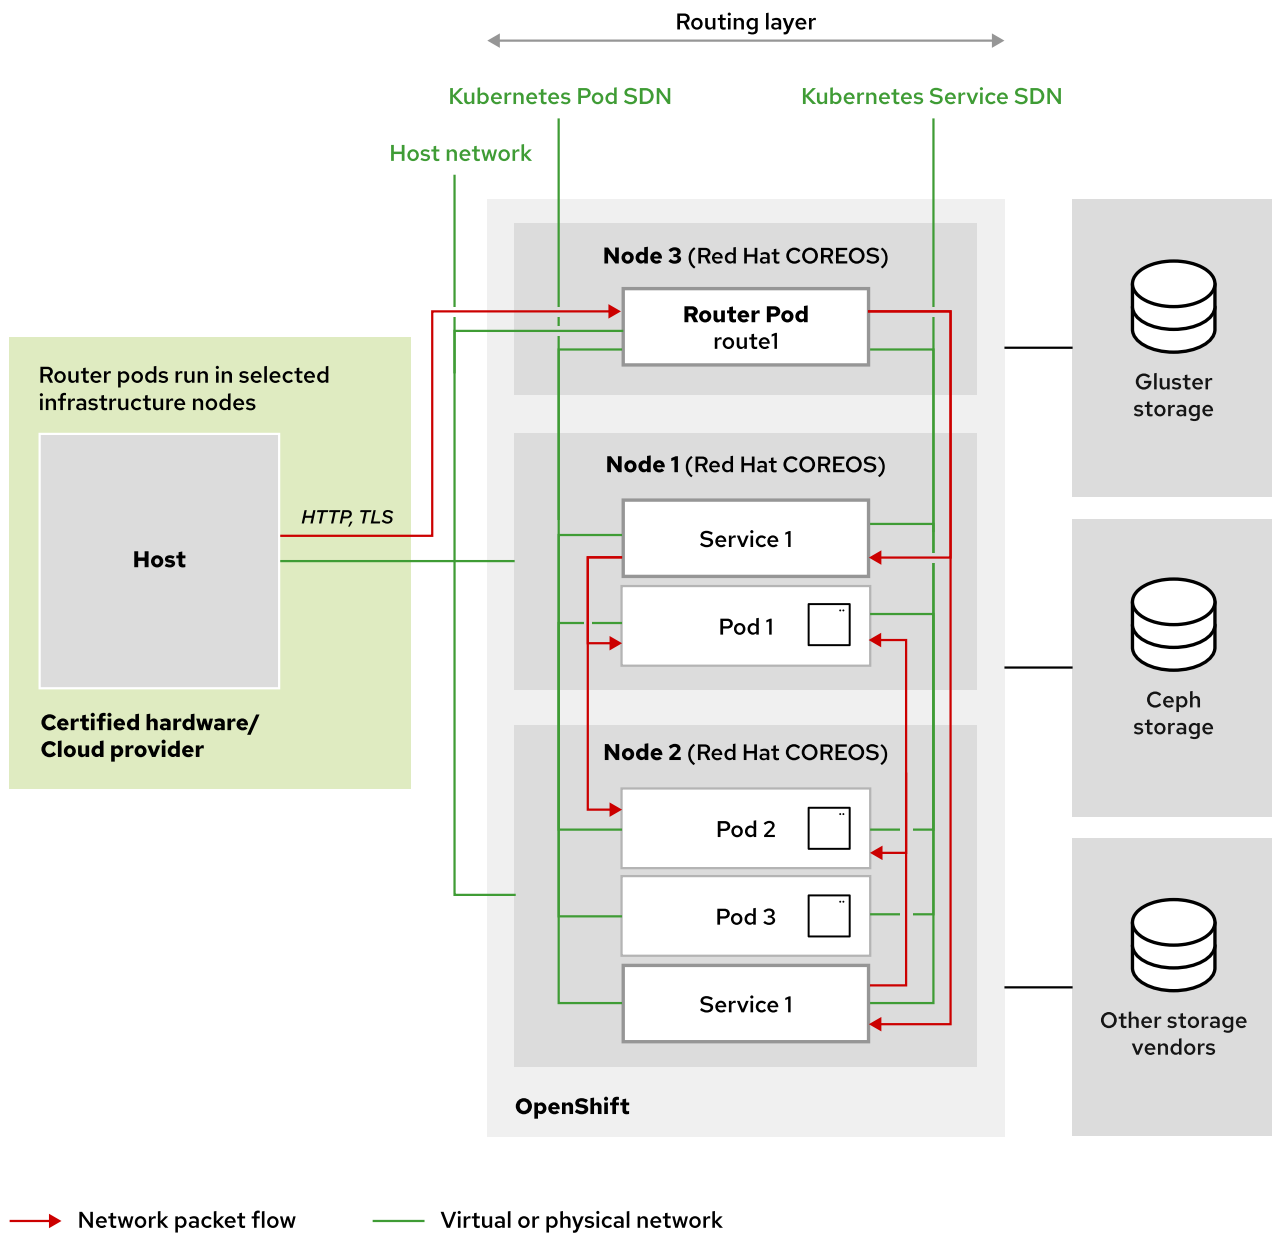 Routing layer
Kubernetes Pod SDN
Kubernetes Service SDN
Host network
Node 3 (Red Hat COREOS)
Router Pod
route1
Router pods run in selected
infrastructure nodes
Host
HTTP, TLS
Certified hardware/
Cloud provider
Node 1 (Red Hat COREOS)
Service 1
Pod 1
Node 2 (Red Hat COREOS)
Pod 2
Pod 3
Service 1
OpenShift
Gluster
storage
Ceph
storage
Other storage
vendors
Network packet flow
Virtual or physical network